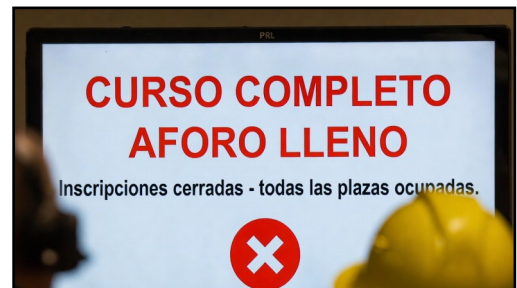 PRL
CURSO COMPLETO
AFORO LLENO
Inscripciones cerradas - todas las plazas ocupadas.